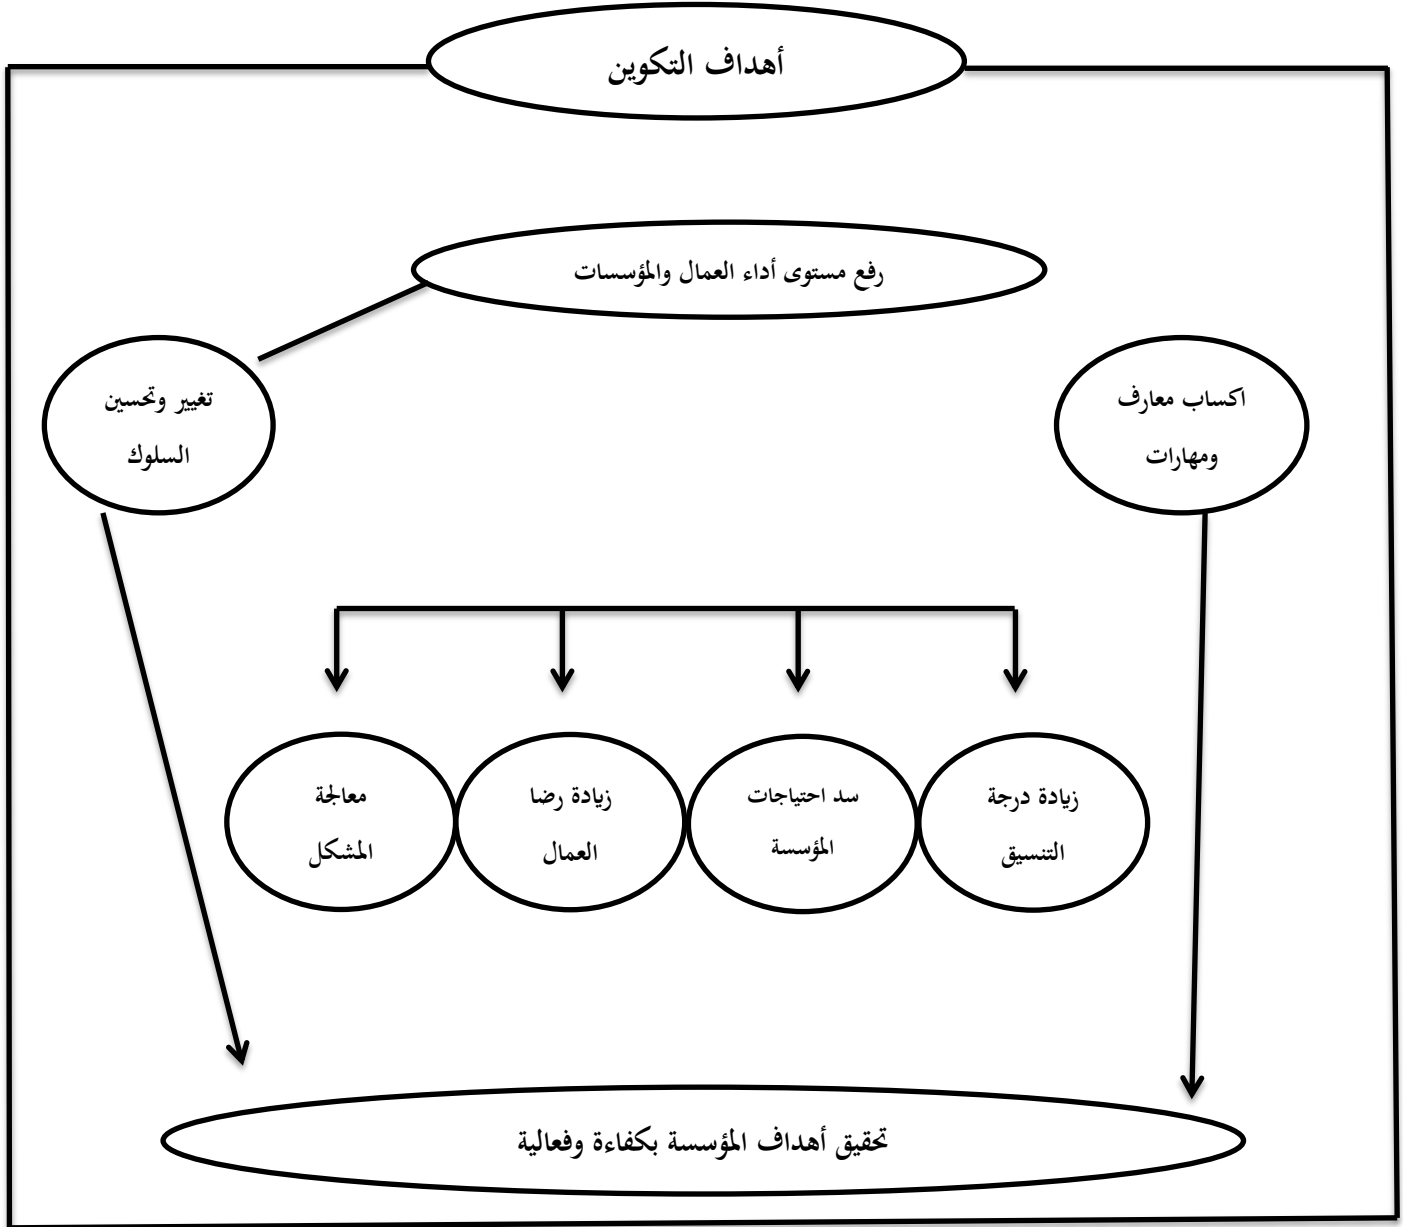 أهداف التكوين
رفع مستوى أداء العمال والمؤسسات
اكساب معارف
ومهارات
تغيير وتحسين
السلوك
زيادة درجة
التنسيق
سد احتياجات
المؤسسة
زيادة رضا
العمال
معالجة
المشكل
تحقيق أهداف المؤسسة بكفاءة وفعالية